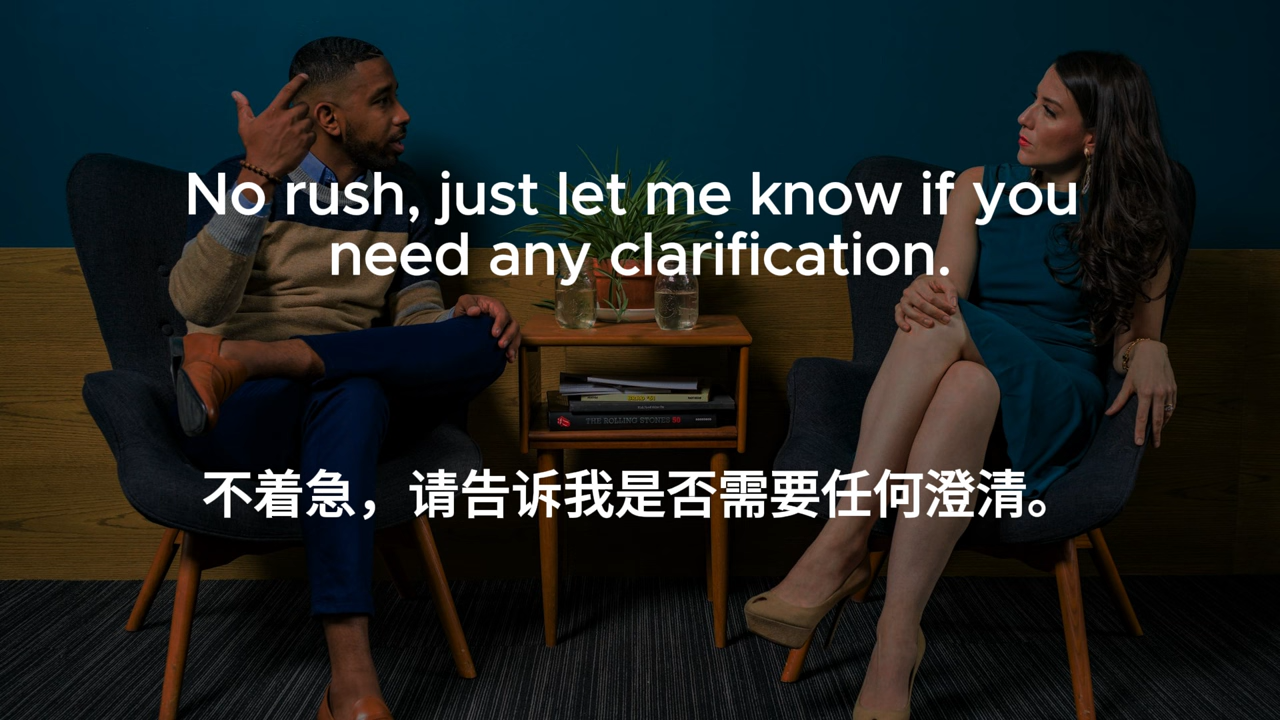 No rush, just let me know if you
need any clarification.
THE ROLLING STONES
不着急，请告诉我是否需要任何澄清。